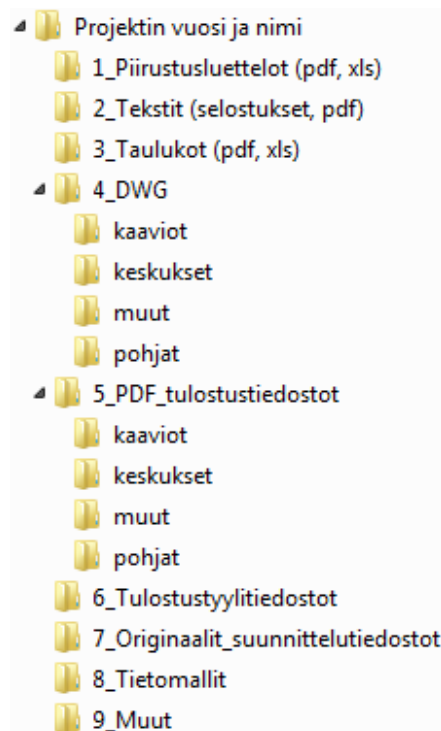 Projektin vuosi ja nimi
1_Piirustusluettelot (pdf, xls)
2_Tekstit (selostukset, pdf)
3_Taulukot (pdf, xls)
4_DWG
kaaviot
keskukset
muut
pohjat
5_PDF_tulostustiedostot
kaaviot
keskukset
muut
pohjat
6_Tulostustyylitiedostot
7_Originaalit_suunnittelutiedostot
8_Tietomallit
9_Muut